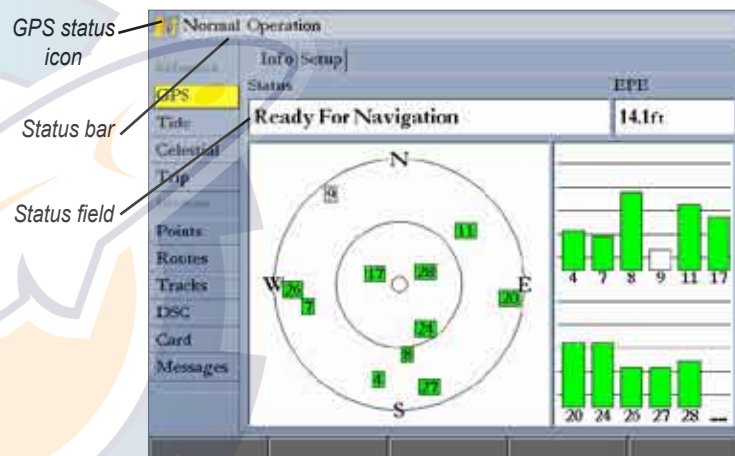 GPS status
icon
Status bar
Status field
Normal Operation
Info Setup
Status
EPE
Ready For Navigation
14.1ft
GPS
Tide
Celestial
Trip
Points
Routes
Tracks
DSC
Card
Messages
N
9
11
17
28
W
26
7
20
E
24
8
4
27
S
4 7 8 9 11 17
20 24 26 27 28 --